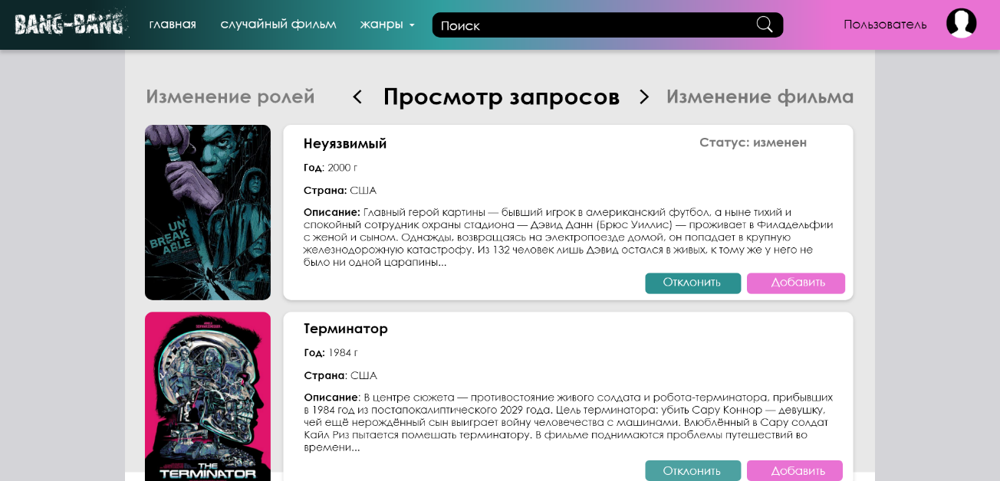 BANG-BANG главная случайный фильм жанры Поиск Пользователь
Изменение ролей < Просмотр запросов > Изменение фильма
UN
BREAK
ABLE
Неуязвимый
Статус: изменен
Год: 2000 г
Страна: США
Описание: Главный герой картины — бывший игрок в американский футбол, а ныне тихий и
спокойный сотрудник охраны стадиона — Дэвид Данн (Брюс Уиллис) — проживает в Филадельфии
с женой и сыном. Однажды, возвращаясь на электропоезде домой, он попадает в крупную
железнодорожную катастрофу. Из 132 человек лишь Дэвид остался в живых, к тому же у него не
было ни одной царапины...
Отклонить Добавить
THE
TERMINATOR
Терминатор
Год: 1984 г
Страна: США
Описание: В центре сюжета — противостояние живого солдата и робота-терминатора, прибывших
в 1984 год из постапокалиптического 2029 года. Цель терминатора: убить Сару Коннор — девушку,
чей ещё нерождённый сын выиграет войну человечества с машинами. Влюблённый в Сару солдат
Кайл Риз пытается помешать терминатору. В фильме поднимаются проблемы путешествий во
времени...
Отклонить Добавить